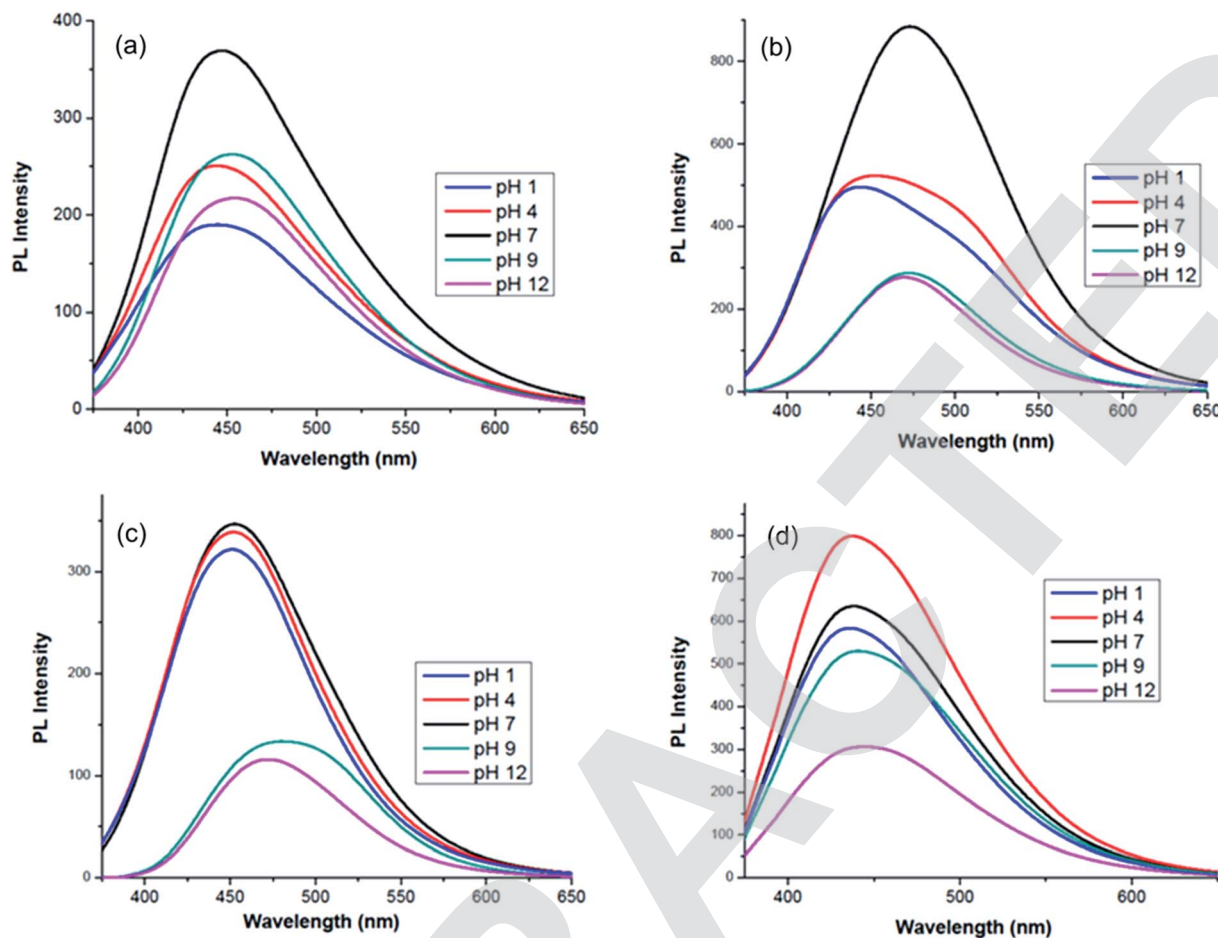 (a)
PL Intensity
400
300
200
100
0
pH 1
pH 4
pH 7
pH 9
pH 12
400 450 500 550 600 650
Wavelength (nm)
(b)
PL Intensity
800
600
400
200
0
pH 1
pH 4
pH 7
pH 9
pH 12
400 450 500 550 600 650
Wavelength (nm)
(c)
PL Intensity
300
200
100
0
pH 1
pH 4
pH 7
pH 9
pH 12
400 450 500 550 600 650
Wavelength (nm)
(d)
PL Intensity
800
700
600
500
400
300
200
100
0
pH 1
pH 4
pH 7
pH 9
pH 12
400 500 600
Wavelength (nm)